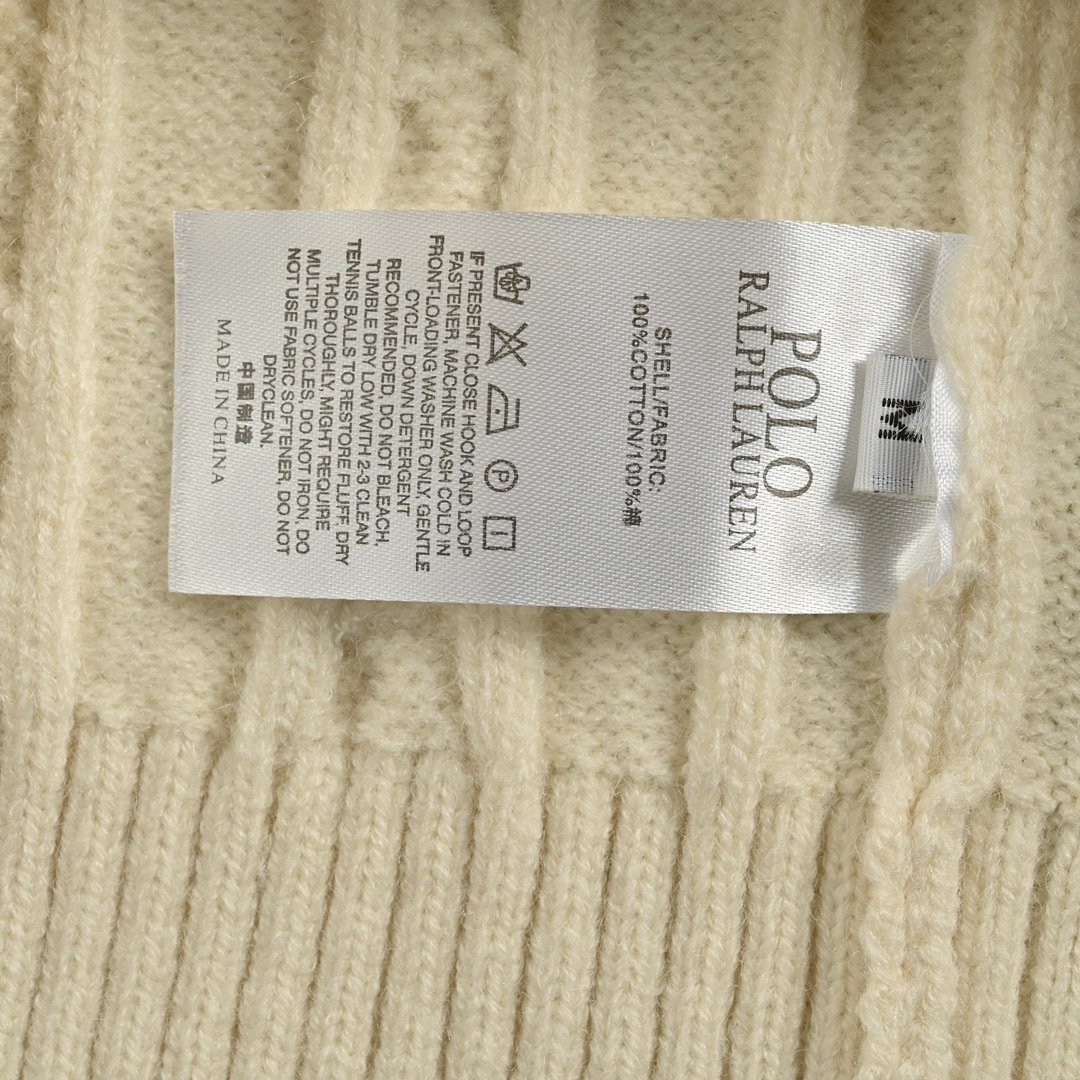 POLO
RALPH LAUREN
M
SHELL/FABRIC:
100%COTTON/100%棉
IF PRESENT CLOSE HOOK AND LOOP
FASTENER, MACHINE WASH COLD IN
FRONT-LOADING WASHER ONLY, GENTLE
CYCLE, DOWN DETERGENT
RECOMMENDED, DO NOT BLEACH,
TUMBLE DRY LOW WITH 2-3 CLEAN
TENNIS BALLS TO RESTORE FLUFF, DRY
THOROUGHLY, MIGHT REQUIRE
MULTIPLE CYCLES, DO NOT IRON, DO
NOT USE FABRIC SOFTENER, DO NOT
DRYCLEAN.
中国制造
MADE IN CHINA